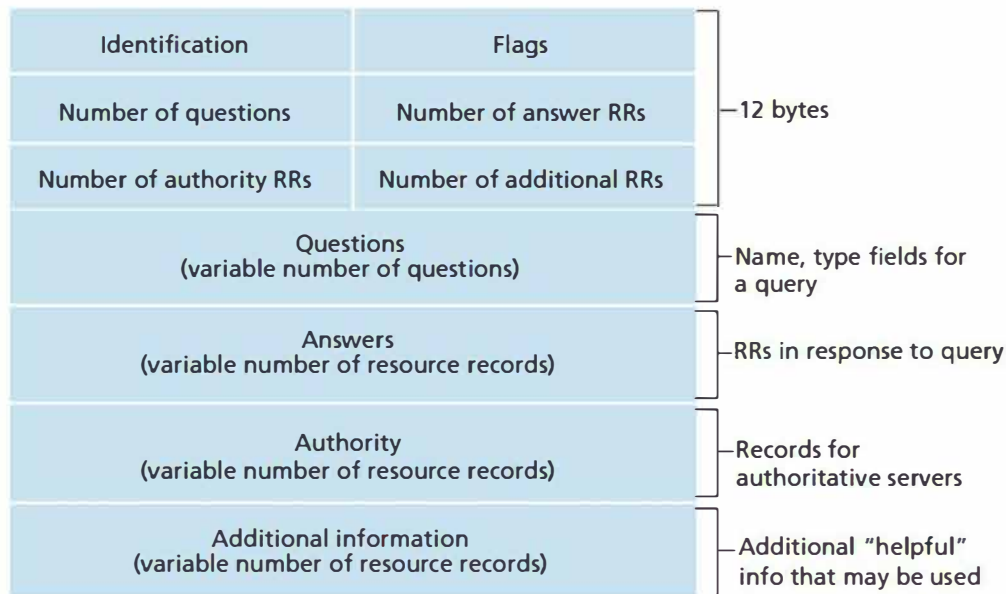 Identification
Flags
Number of questions
Number of answer RRs
12 bytes
Number of authority RRs
Number of additional RRs
Questions
(variable number of questions)
Name, type fields for
a query
Answers
(variable number of resource records)
RRs in response to query
Authority
(variable number of resource records)
Records for
authoritative servers
Additional information
(variable number of resource records)
Additional "helpful"
info that may be used